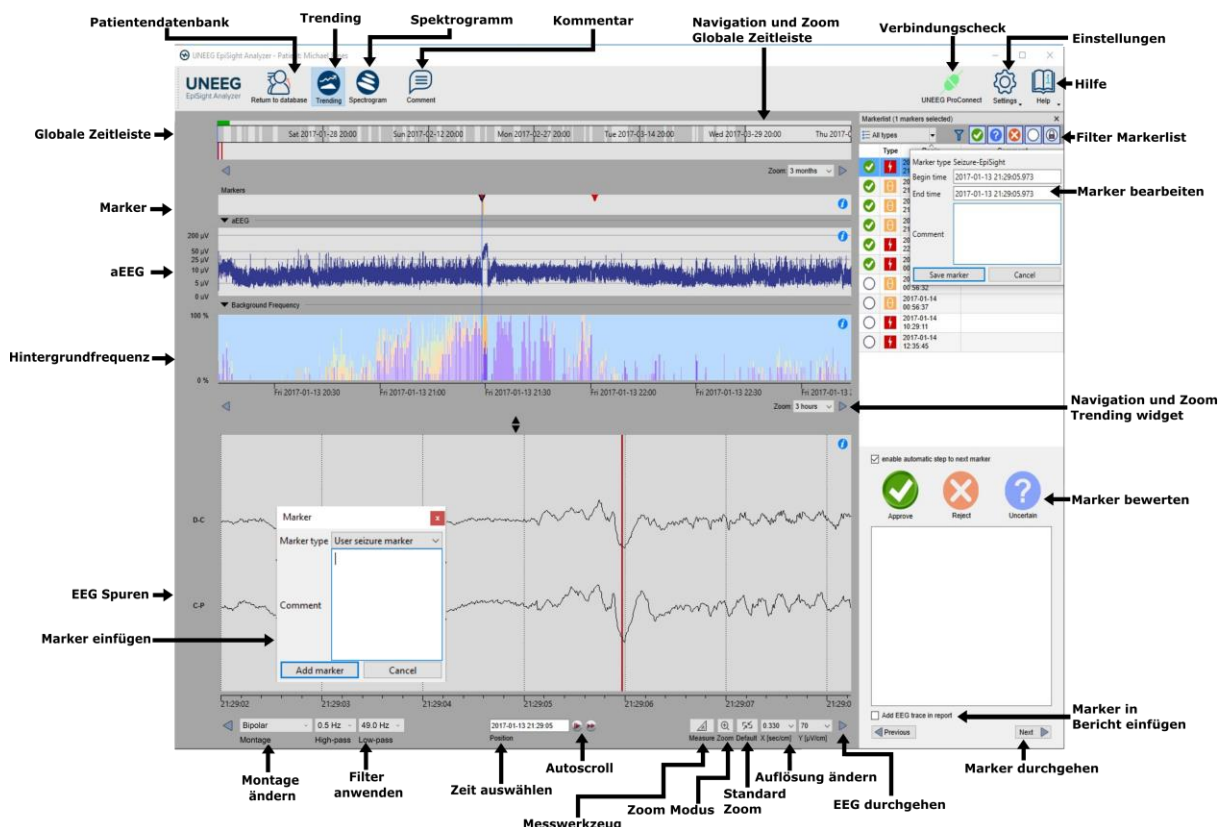 Patientendatenbank
Trending
Spektrogramm
Kommentar
Navigation und Zoom
Globale Zeitleiste
Verbindungscheck
Einstellungen
Hilfe
UNEEG EpiSight Analyzer - Patient: Michael
UNEEG
EpiSight Analyzer
Return to database
Trending
Spectrogram
Comment
UNEEG ProConnect
Settings
Help
Globale Zeitleiste
Sat 2017-01-28 20:00
Sun 2017-02-12 20:00
Mon 2017-02-27 20:00
Tue 2017-03-14 20:00
Wed 2017-03-29 20:00
Thu 2017-0
Zoom: 3 months
Markerlist (1 markers selected)
All types
Filter Markerlist
Type
Marker type Seizure-EpiSight
Begin time 2017-01-13 21:29:05.973
End time 2017-01-13 21:29:05.973
Comment
Save marker
Cancel
Marker bearbeiten
00:56:32
2017-01-14
00:56:37
2017-01-14
10:29:11
2017-01-14
12:35:45
Marker
Markers
aEEG
aEEG
200 µV
50 µV
25 µV
10 µV
5 µV
0 µV
Hintergrundfrequenz
Background Frequency
100 %
0 %
Fri 2017-01-13 20:30
Fri 2017-01-13 21:00
Fri 2017-01-13 21:30
Fri 2017-01-13 22:00
Fri 2017-01-13 22:30
Fri 2017-01-13 23:00
Fri 2017-01-13 2
Zoom: 3 hours
Navigation und Zoom
Trending widget
enable automatic step to next marker
Approve
Reject
Uncertain
Marker bewerten
D-C
C-P
EEG Spuren
Marker einfügen
Marker
x
Marker type User seizure marker
Comment
Add marker
Cancel
21:29:02
21:29:03
21:29:04
21:29:05
21:29:06
21:29:07
21:29:0
Bipolar
0.5 Hz
49.0 Hz
Montage
High-pass
Low-pass
2017-01-13 21:29:05
Position
0.330
70
Measure
Zoom
Default
X [sec/cm]
Y [µV/cm]
Add EEG trace in report
Previous
Next
Marker in
Bericht einfügen
Marker durchgehen
Montage
ändern
Filter
anwenden
Zeit auswählen
Autoscroll
Messwerkzeug
Zoom Modus
Standard
Zoom
Auflösung ändern
EEG durchgehen